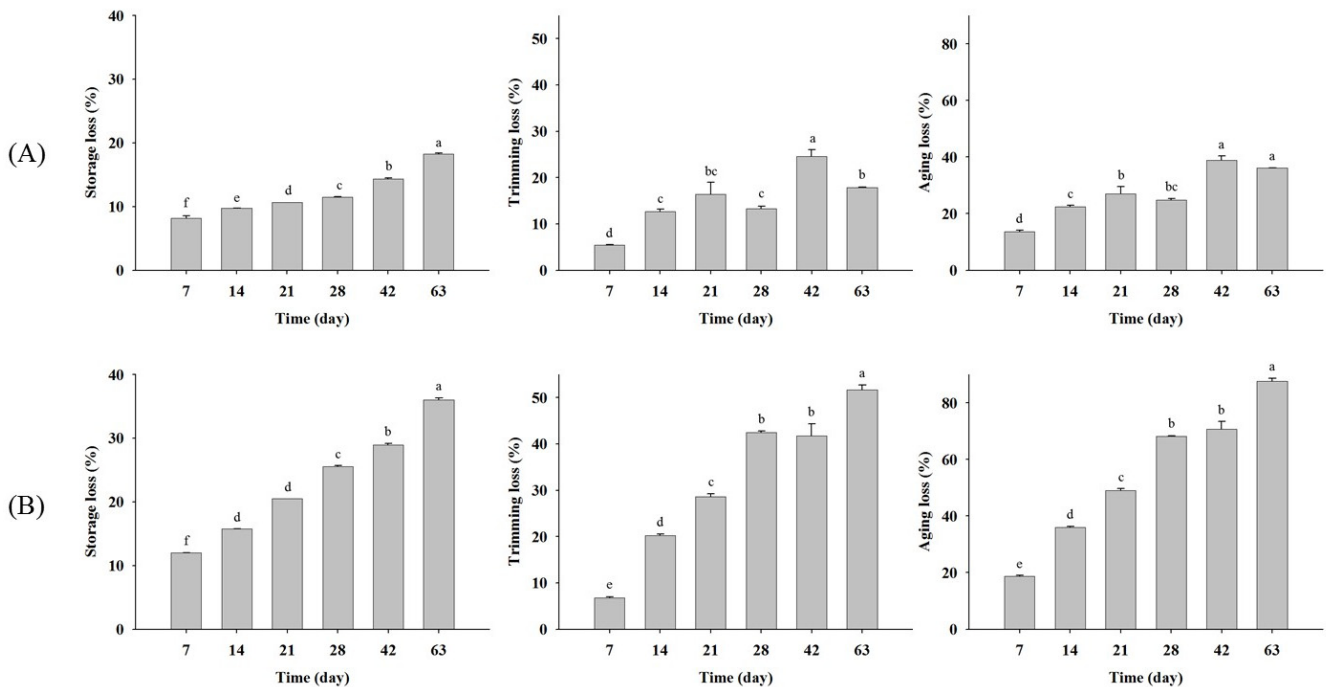 (A)
Storage loss (%)
40
30
20
10
0
f
e
d
c
b
a
7 14 21 28 42 63
Time (day)
Trimming loss (%)
50
40
30
20
10
0
d
c
bc
c
a
b
7 14 21 28 42 63
Time (day)
Aging loss (%)
80
60
40
20
0
d
c
b
bc
a
a
7 14 21 28 42 63
Time (day)
(B)
Storage loss (%)
40
30
20
10
0
f
d
d
c
b
a
7 14 21 28 42 63
Time (day)
Trimming loss (%)
50
40
30
20
10
0
e
d
c
b
b
a
7 14 21 28 42 63
Time (day)
Aging loss (%)
80
60
40
20
0
e
d
c
b
b
a
7 14 21 28 42 63
Time (day)